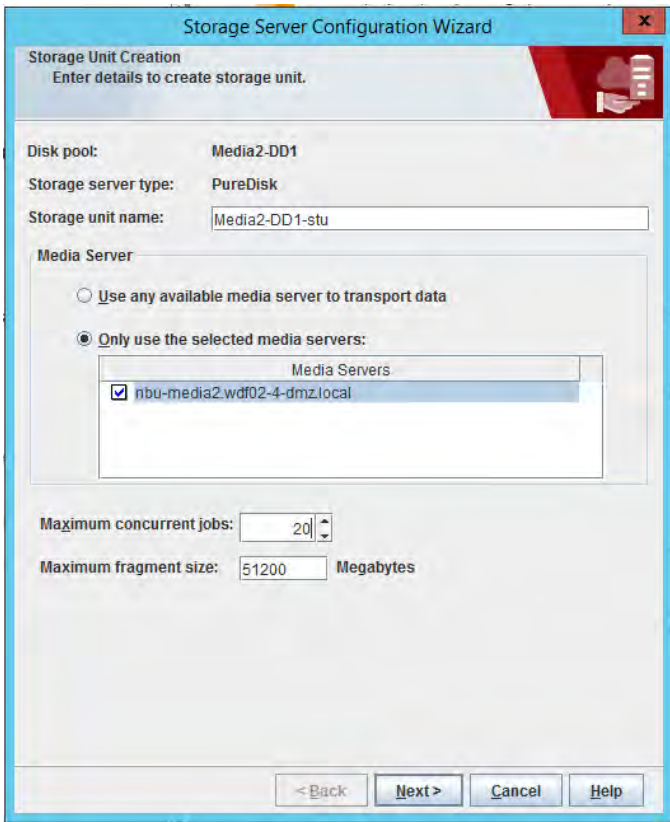 Storage Server Configuration Wizard
x
Storage Unit Creation
Enter details to create storage unit.
Disk pool: Media2-DD1
Storage server type: PureDisk
Storage unit name: Media2-DD1-stu
Media Server
Use any available media server to transport data
Only use the selected media servers:
Media Servers
nbu-media2.wdf02-4-dmz.local
Maximum concurrent jobs: 20
Maximum fragment size: 51200 Megabytes
< Back Next > Cancel Help